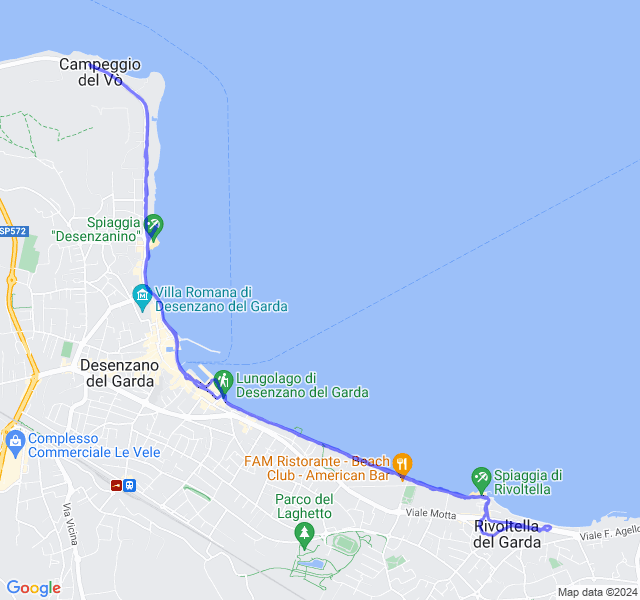 Campeggio
del Vò
Spiaggia
"Desenzanino"
SP572
Villa Romana di
Desenzano del Garda
Desenzano
del Garda
Lungolago di
Desenzano del Garda
Complesso
Commerciale Le Vele
FAM Ristorante - Beach
Club - American Bar
Spiaggia di
Rivoltella
Parco del
Laghetto
Viale Motta
Via Vicina
Rivoltella
del Garda
Viale F. Agello
Google
Map data ©2024